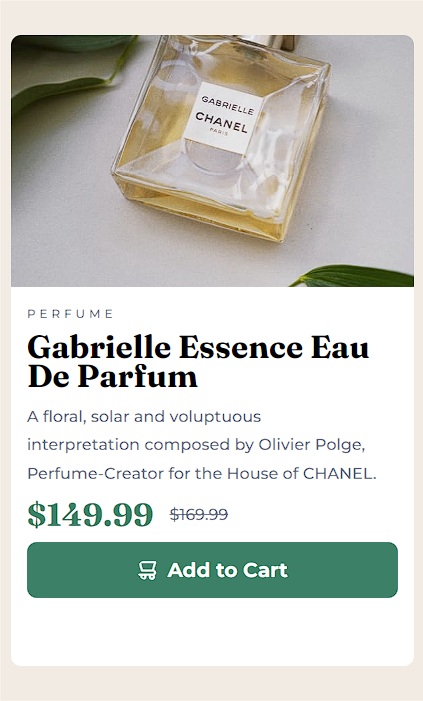 GABRIELLE
CHANEL
PARIS
PERFUME
Gabrielle Essence Eau
De Parfum
A floral, solar and voluptuous
interpretation composed by Olivier Polge,
Perfume-Creator for the House of CHANEL.
$149.99 $169.99
Add to Cart